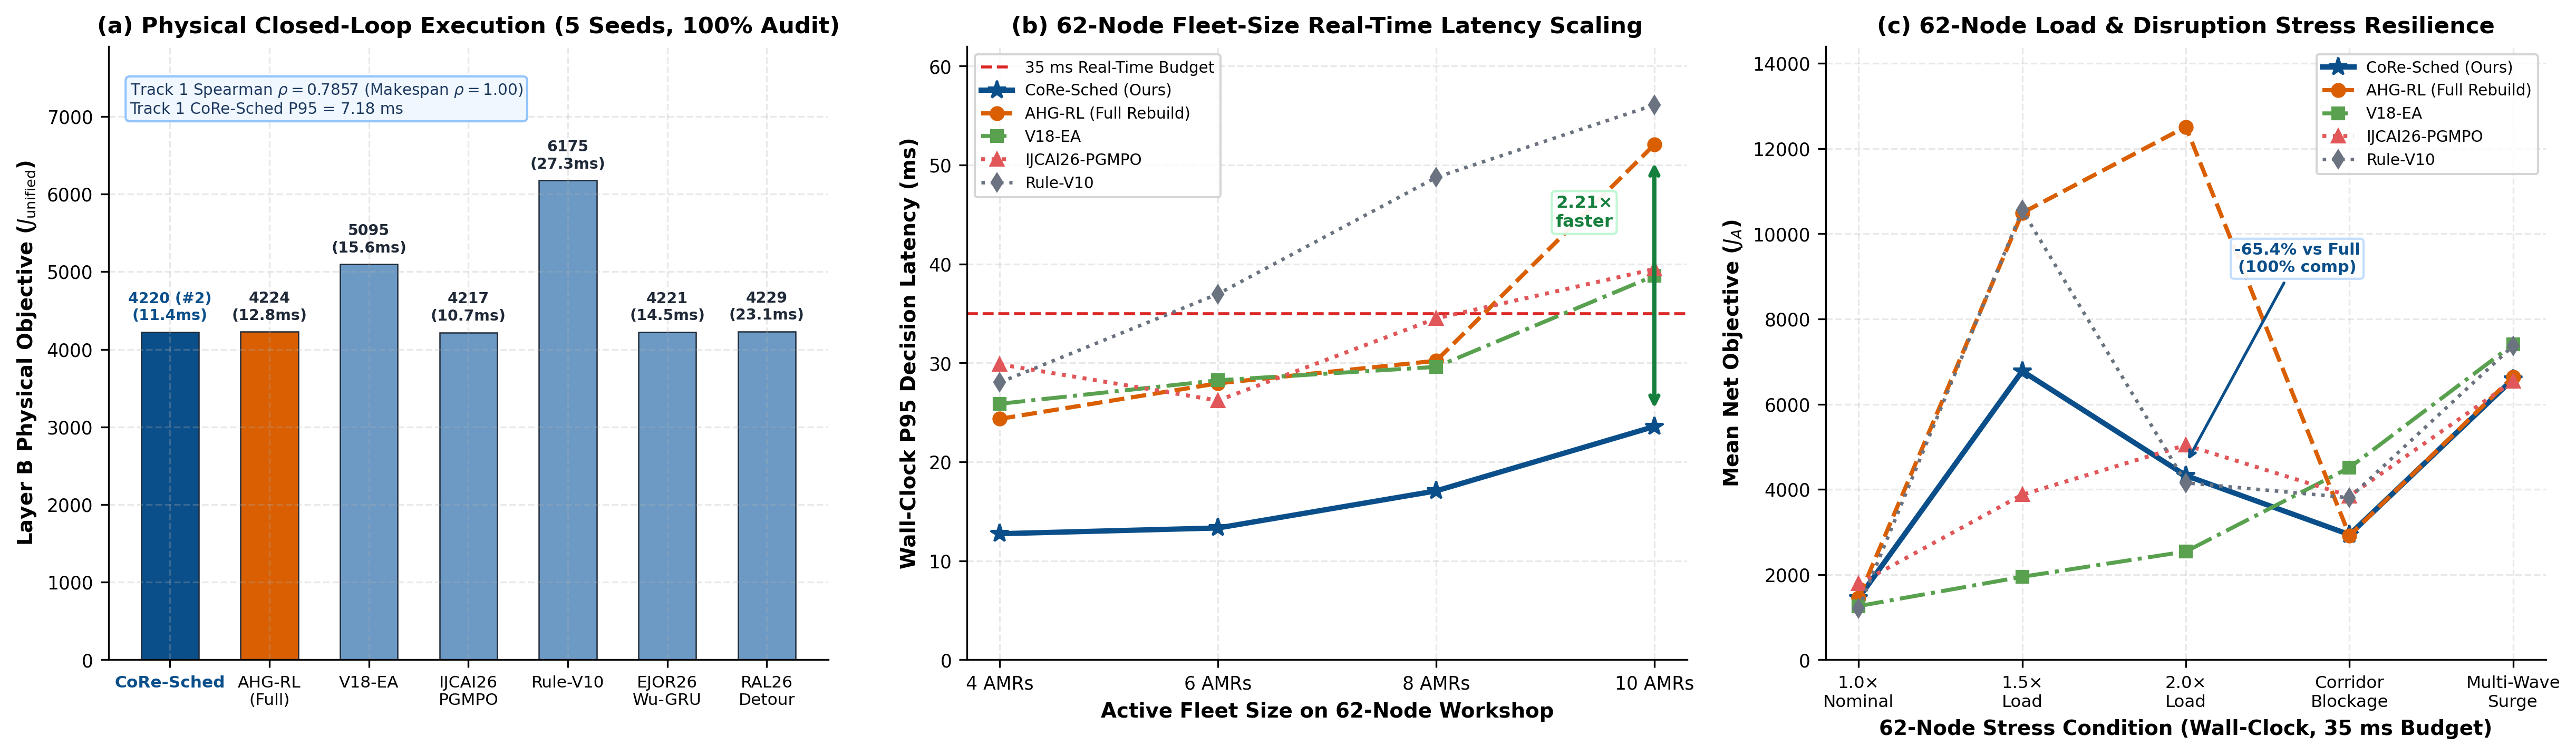 (a) Physical Closed-Loop Execution (5 Seeds, 100% Audit)
Layer B Physical Objective (J_unified)
7000
6000
5000
4000
3000
2000
1000
0
Track 1 Spearman ρ = 0.7857 (Makespan ρ = 1.00)
Track 1 CoRe-Sched P95 = 7.18 ms
4220 (#2)
(11.4ms)
4224
(12.8ms)
5095
(15.6ms)
4217
(10.7ms)
6175
(27.3ms)
4221
(14.5ms)
4229
(23.1ms)
CoRe-Sched
AHG-RL
(Full)
V18-EA
IJCAI26
PGMPO
Rule-V10
EJOR26
Wu-GRU
RAL26
Detour
(b) 62-Node Fleet-Size Real-Time Latency Scaling
Wall-Clock P95 Decision Latency (ms)
60
50
40
30
20
10
0
35 ms Real-Time Budget
CoRe-Sched (Ours)
AHG-RL (Full Rebuild)
V18-EA
IJCAI26-PGMPO
Rule-V10
2.21×
faster
4 AMRs
6 AMRs
8 AMRs
10 AMRs
Active Fleet Size on 62-Node Workshop
(c) 62-Node Load & Disruption Stress Resilience
Mean Net Objective (J_A)
14000
12000
10000
8000
6000
4000
2000
0
CoRe-Sched (Ours)
AHG-RL (Full Rebuild)
V18-EA
IJCAI26-PGMPO
Rule-V10
-65.4% vs Full
(100% comp)
1.0×
Nominal
1.5×
Load
2.0×
Load
Corridor
Blockage
Multi-Wave
Surge
62-Node Stress Condition (Wall-Clock, 35 ms Budget)